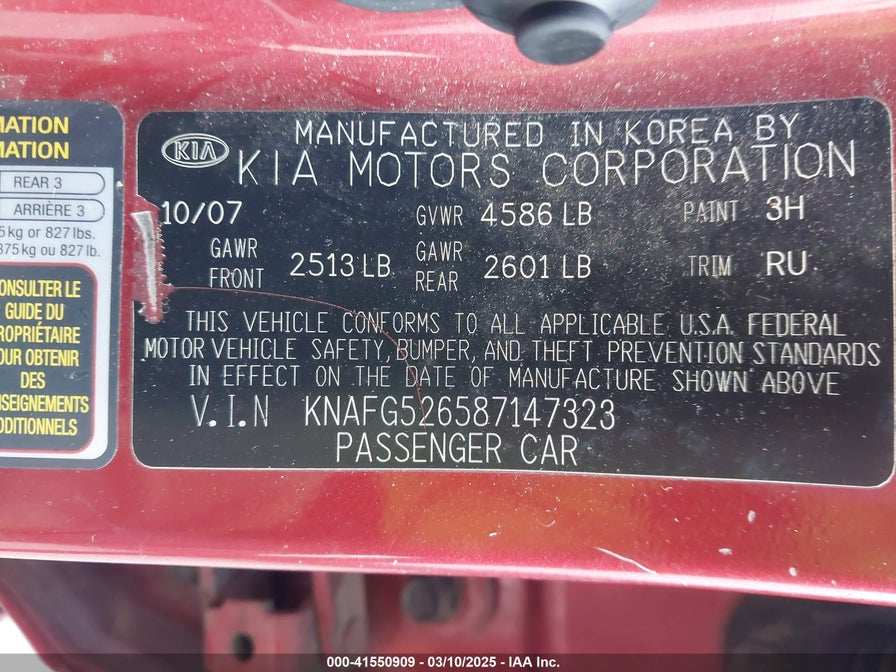 MATION
MATION
REAR 3
ARRIÈRE 3
kg or 827 lbs.
375 kg ou 827 lb.
CONSULTER LE
GUIDE DU
PROPRIÉTAIRE
POUR OBTENIR
DES
RENSEIGNEMENTS
ADDITIONNELS
KIA
MANUFACTURED IN KOREA BY
KIA MOTORS CORPORATION
10/07 GVWR 4586 LB PAINT 3H
GAWR FRONT 2513 LB GAWR REAR 2601 LB TRIM RU
THIS VEHICLE CONFORMS TO ALL APPLICABLE U.S.A. FEDERAL
MOTOR VEHICLE SAFETY, BUMPER, AND THEFT PREVENTION STANDARDS
IN EFFECT ON THE DATE OF MANUFACTURE SHOWN ABOVE
V.I.N KNAFG526587147323
PASSENGER CAR
000-41550909 — 03/10/2025 — IAA Inc.